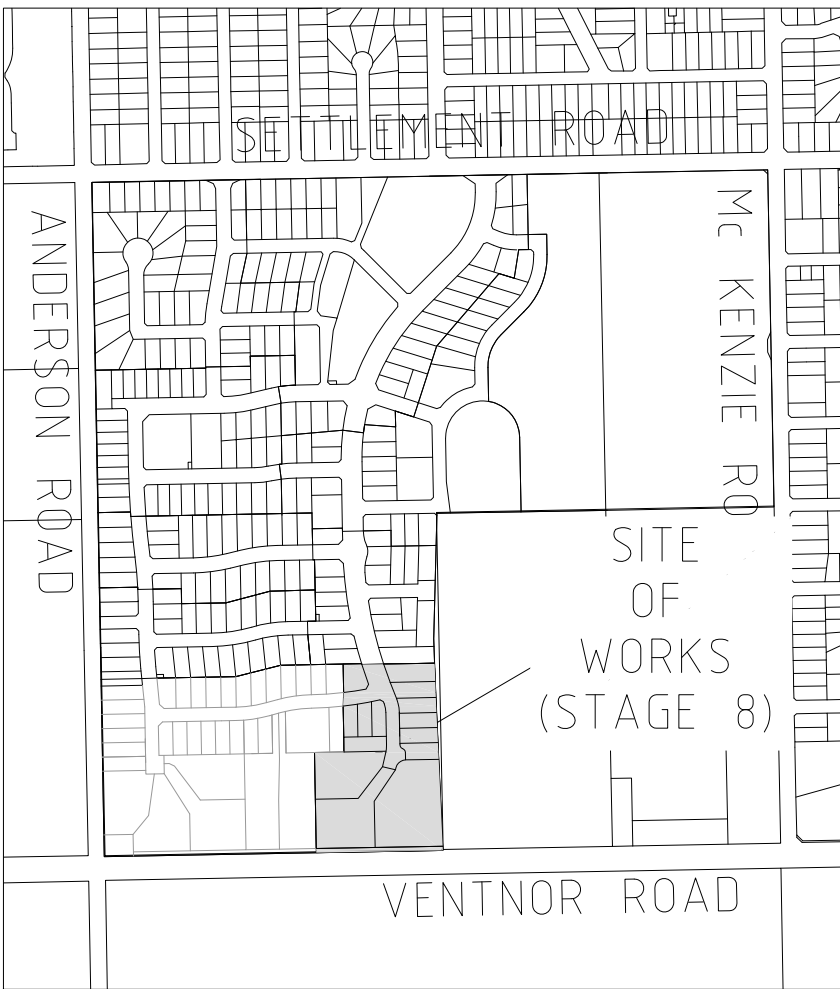 SETTLEMENT ROAD
ANDERSON ROAD
Mc KENZIE RO
SITE
OF
WORKS
(STAGE 8)
VENTNOR ROAD